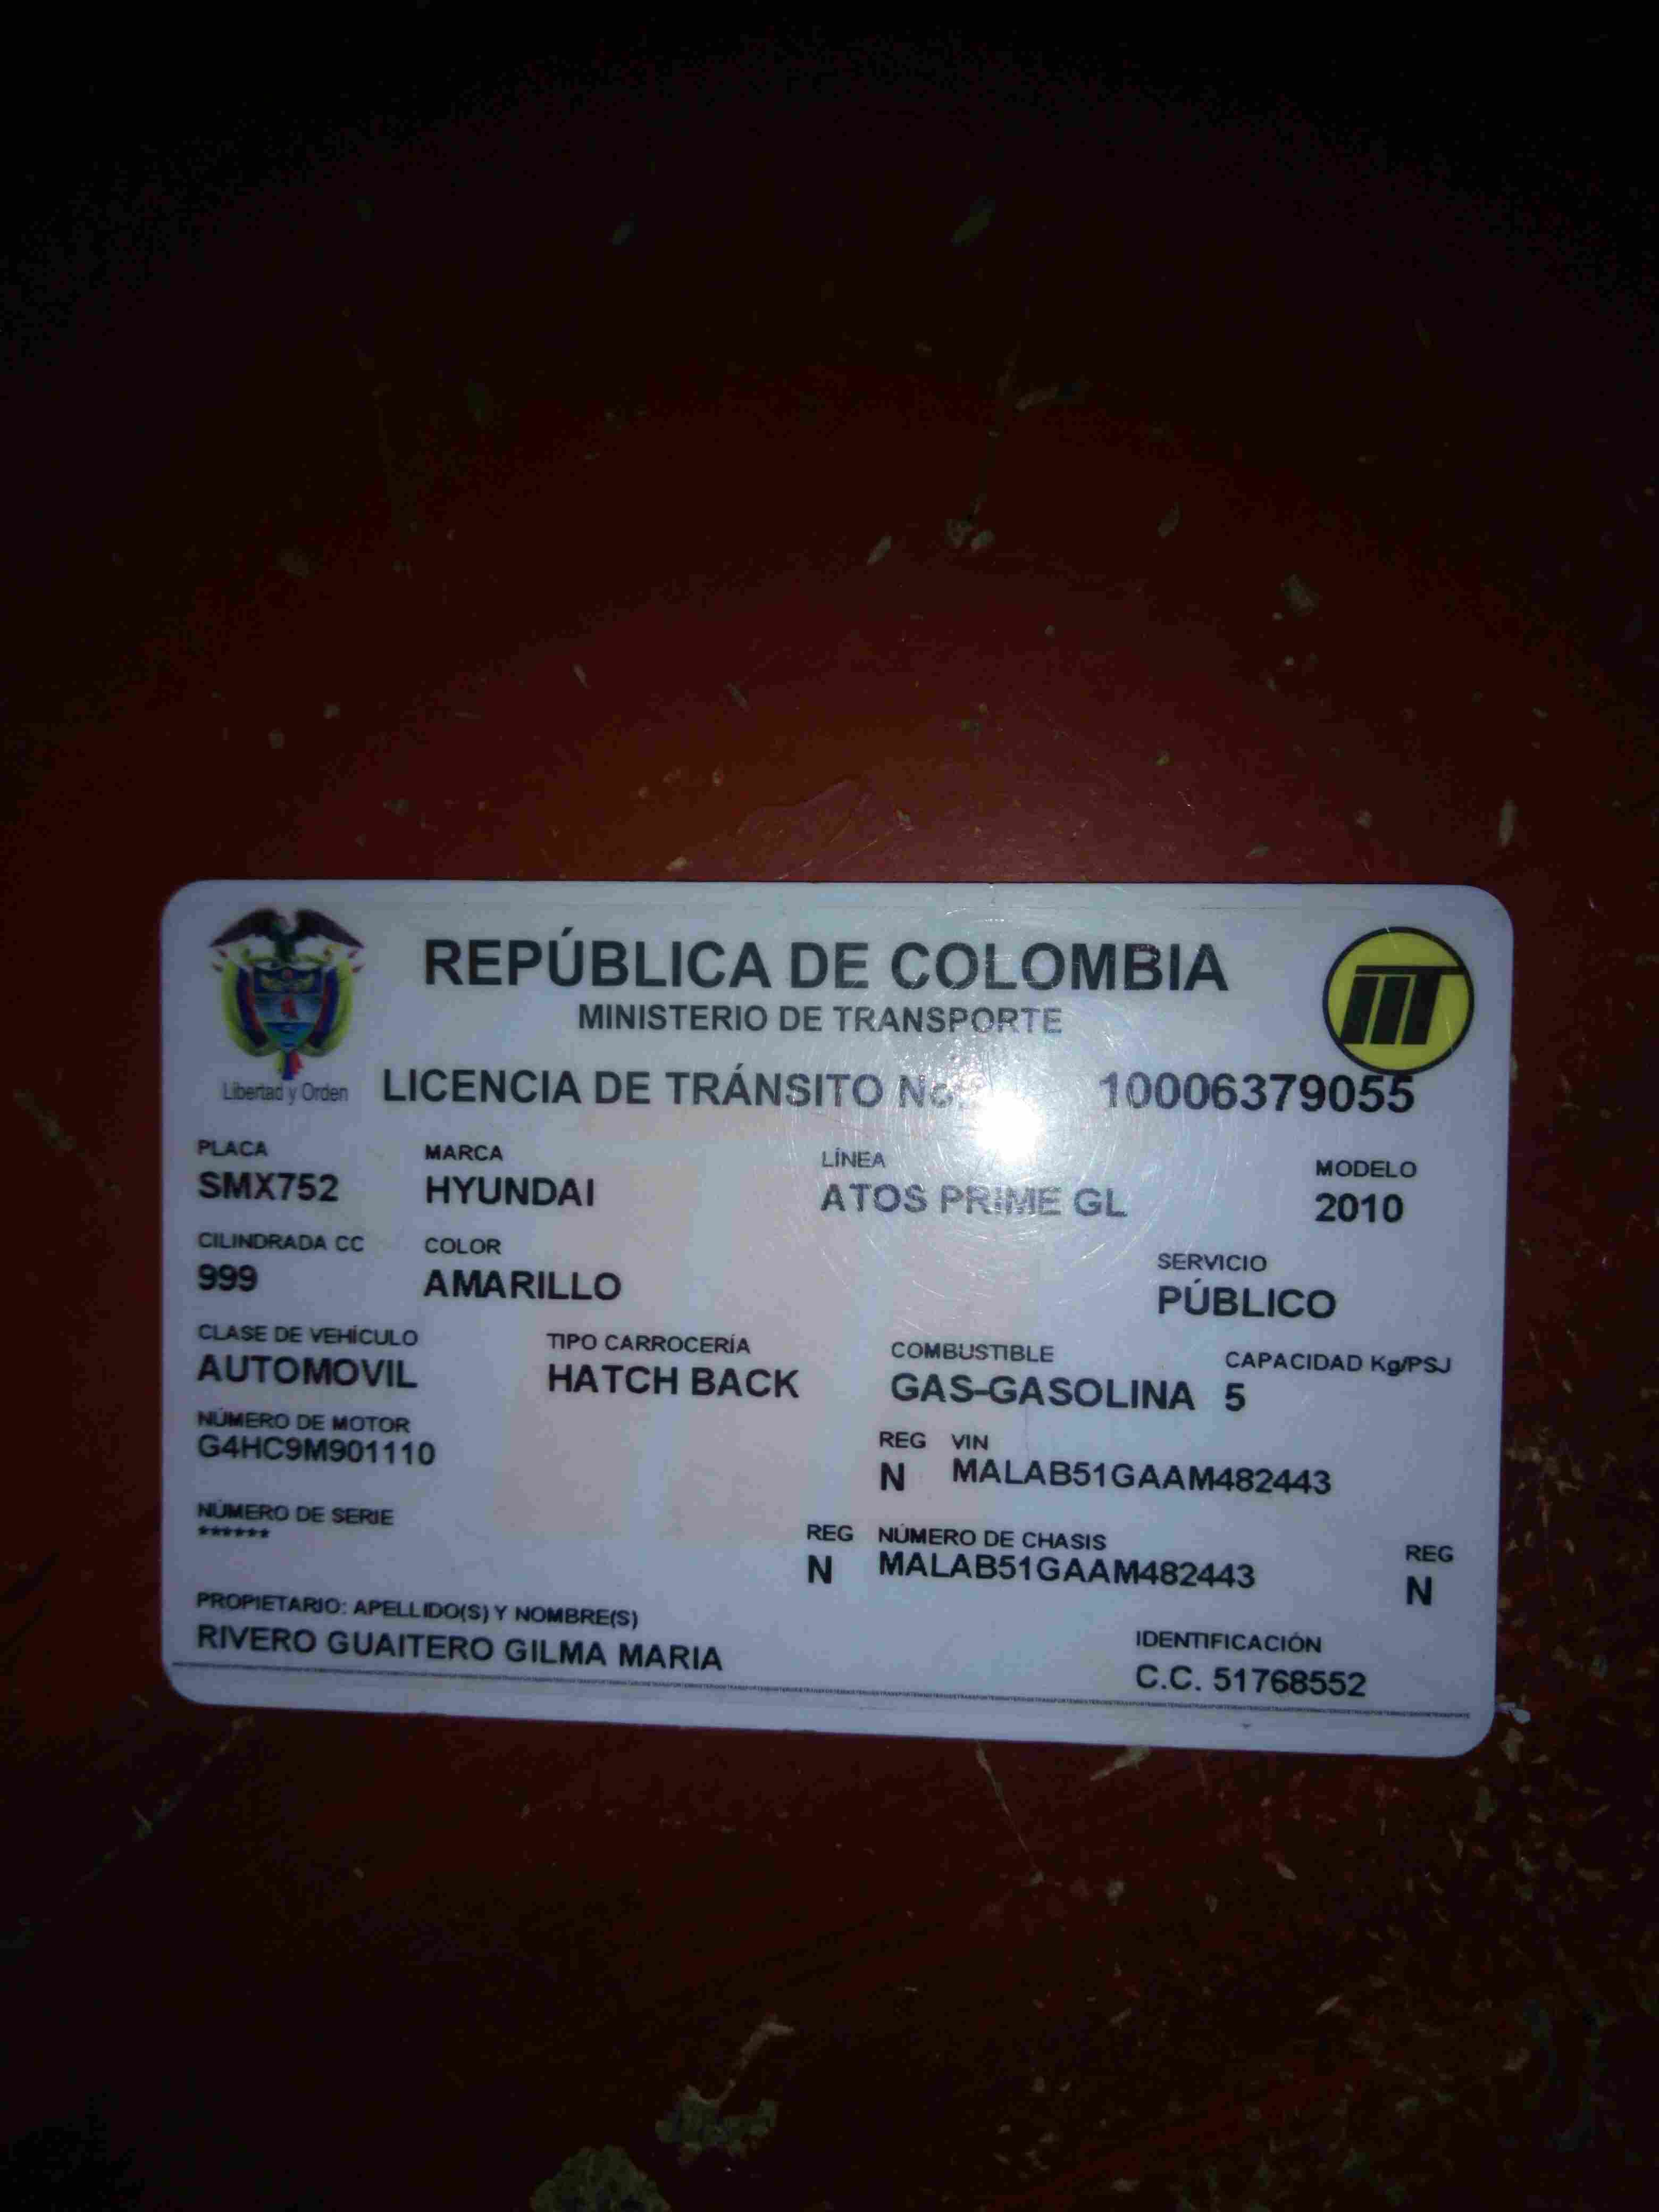 REPÚBLICA DE COLOMBIA
MINISTERIO DE TRANSPORTE
Libertad y Orden
LICENCIA DE TRÁNSITO No. 10006379055
PLACA MARCA LÍNEA MODELO
SMX752 HYUNDAI ATOS PRIME GL 2010
CILINDRADA CC COLOR SERVICIO
999 AMARILLO PÚBLICO
CLASE DE VEHÍCULO TIPO CARROCERÍA COMBUSTIBLE CAPACIDAD Kg/PSJ
AUTOMOVIL HATCH BACK GAS-GASOLINA 5
NÚMERO DE MOTOR REG VIN
G4HC9M901110 N MALAB51GAAM482443
NÚMERO DE SERIE REG NÚMERO DE CHASIS REG
****** N MALAB51GAAM482443 N
PROPIETARIO: APELLIDO(S) Y NOMBRE(S) IDENTIFICACIÓN
RIVERO GUAITERO GILMA MARIA C.C. 51768552